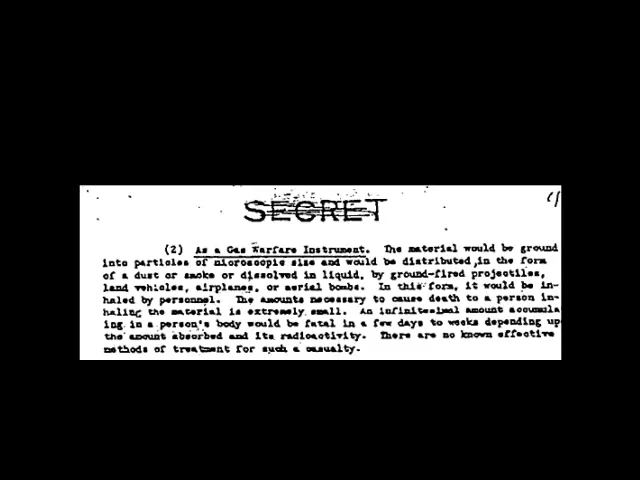 SECRET
(2) As a Gas Warfare Instrument. The material would be ground
into particles of microscopic size and would be distributed in the form
of a dust or smoke or dissolved in liquid, by ground-fired projectiles,
land vehicles, airplanes, or aerial bombs. In this form, it would be in-
haled by personnel. The amounts necessary to cause death to a person in-
haling the material is extremely small. An infinitesimal amount accumula
ing in a person's body would be fatal in a few days to weeks depending up
the amount absorbed and its radioactivity. There are no known effective
methods of treatment for such a casualty.